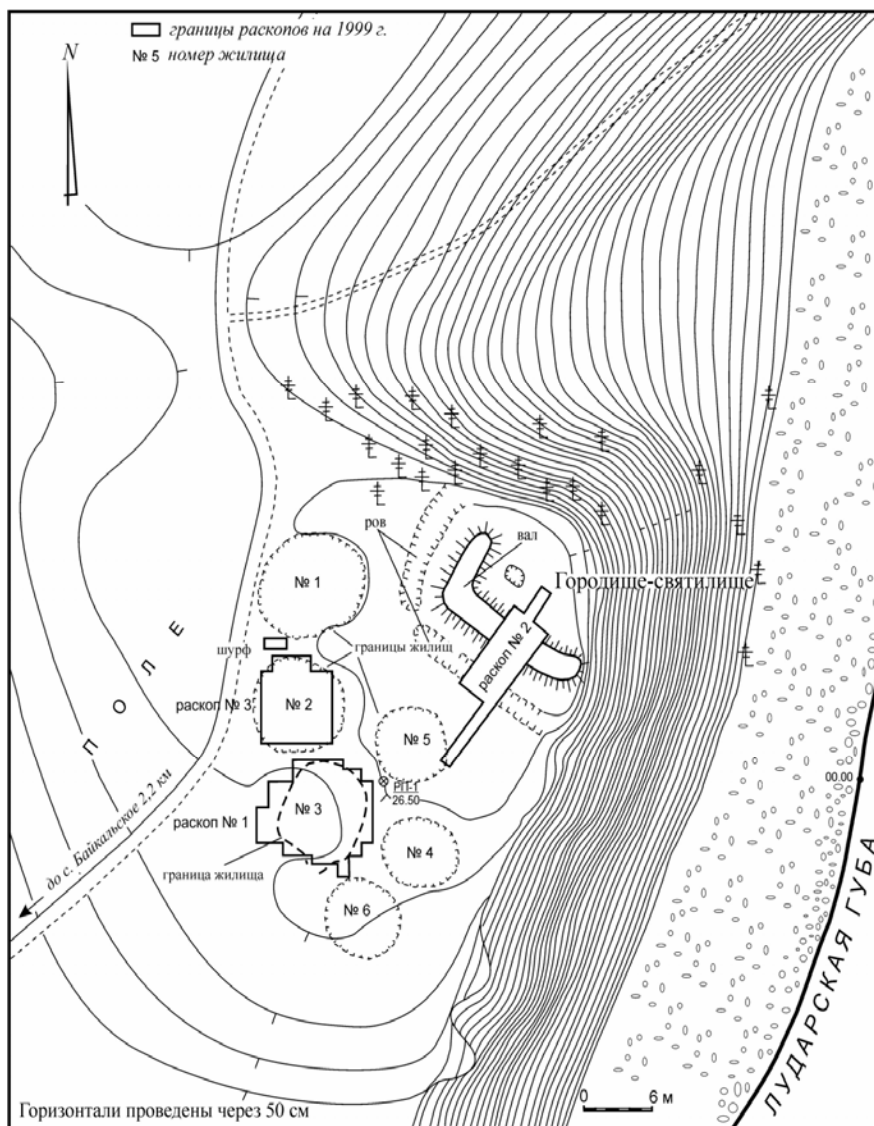 границы раскопов на 1999 г.
№ 5 номер жилища
N
ров
вал
Городище-святилище
№ 1
шурф
границы жилищ
раскоп № 2
раскоп № 3
№ 2
ПОЛЕ
№ 5
РП-1
26.50
00.00
до с. Байкальское 2,2 км
раскоп № 1
№ 3
№ 4
граница жилища
№ 6
ЛУДАРСКАЯ ГУБА
Горизонтали проведены через 50 см
0 6 м